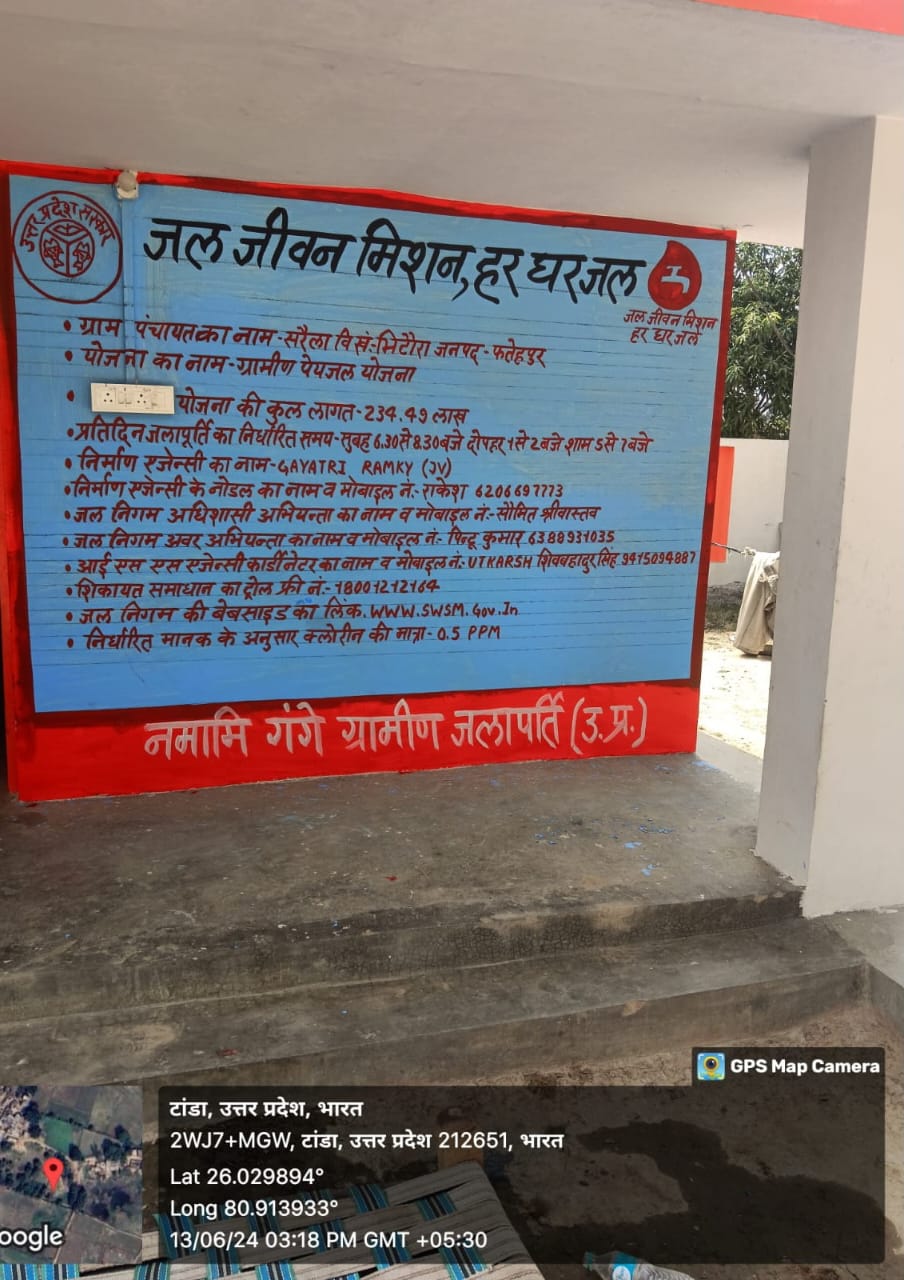 उत्तर प्रदेश सरकार
जल जीवन मिशन, हर घर जल
जल जीवन मिशन
हर घर जल
• ग्राम पंचायत का नाम - सरैला वि.खं.- भिटौरा जनपद - फतेहपुर
• योजना का नाम - ग्रामीण पेयजल योजना
• योजना की कुल लागत - 234.49 लाख
• प्रतिदिन जलापूर्ति का निर्धारित समय - सुबह 6.30 से 8.30 बजे दोपहर 1 से 2 बजे शाम 5 से 7 बजे
• निर्माण एजेन्सी का नाम - GAYATRI RAMKY (JV)
• निर्माण एजेन्सी के नोडल का नाम व मोबाइल नं.- राकेश 6206697773
• जल निगम अधिशासी अभियन्ता का नाम व मोबाइल नं.- सौमित श्रीवास्तव
• जल निगम अवर अभियन्ता का नाम व मोबाइल नं.- पिन्टू कुमार 6388931035
• आई एस एस एजेन्सी कार्डीनेटर का नाम व मोबाइल नं.- UTKARSH शिवबहादुर सिंह 9415094887
• शिकायत समाधान का ट्रोल फ्री नं.- 18001212164
• जल निगम की बेबसाइड का लिंक. WWW.SWSM.Gov.In
• निर्धारित मानक के अनुसार क्लोरीन की मात्रा - 0.5 PPM
नमामि गंगे ग्रामीण जलापर्ति (उ.प्र.)
GPS Map Camera
टांडा, उत्तर प्रदेश, भारत
2WJ7+MGW, टांडा, उत्तर प्रदेश 212651, भारत
Lat 26.029894°
Long 80.913933°
13/06/24 03:18 PM GMT +05:30
oogle